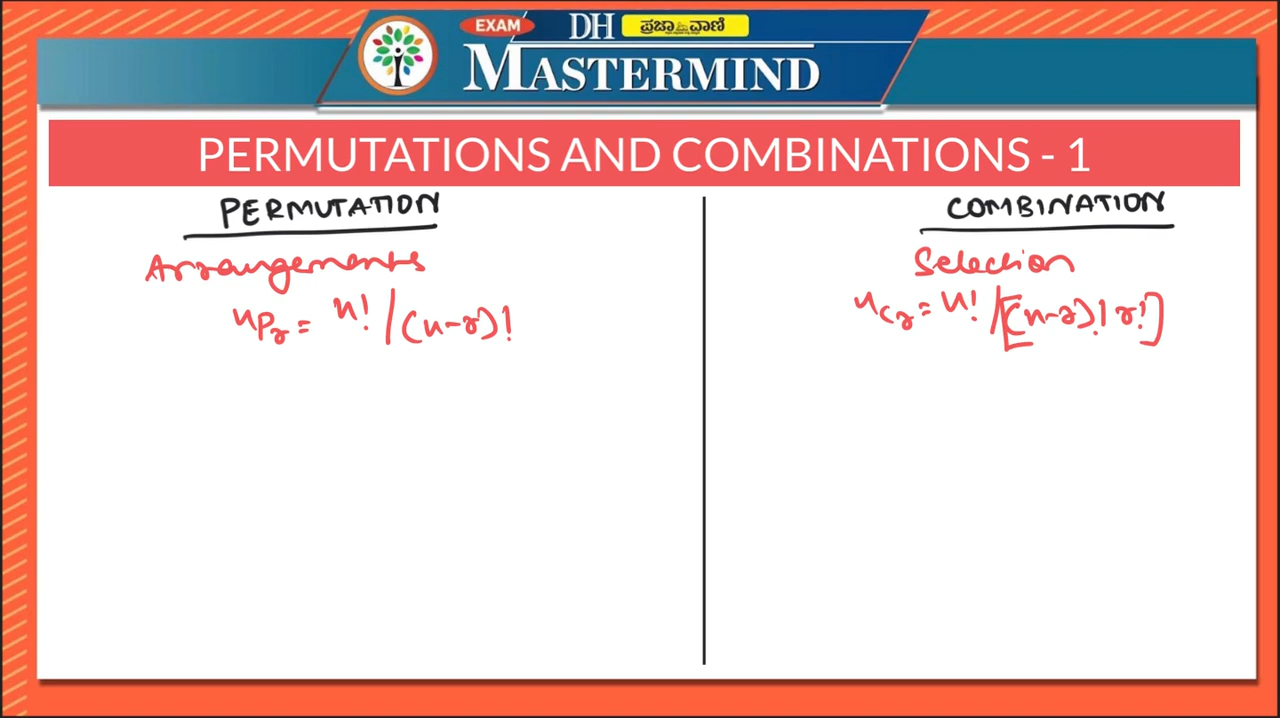 EXAM DH ಪ್ರಜಾವಾಣಿ
MASTERMIND
PERMUTATIONS AND COMBINATIONS - 1
PERMUTATION
Arrangements
nPr = n! / (n-r)!
COMBINATION
Selection
nCr = n! / [(n-r)! r!]